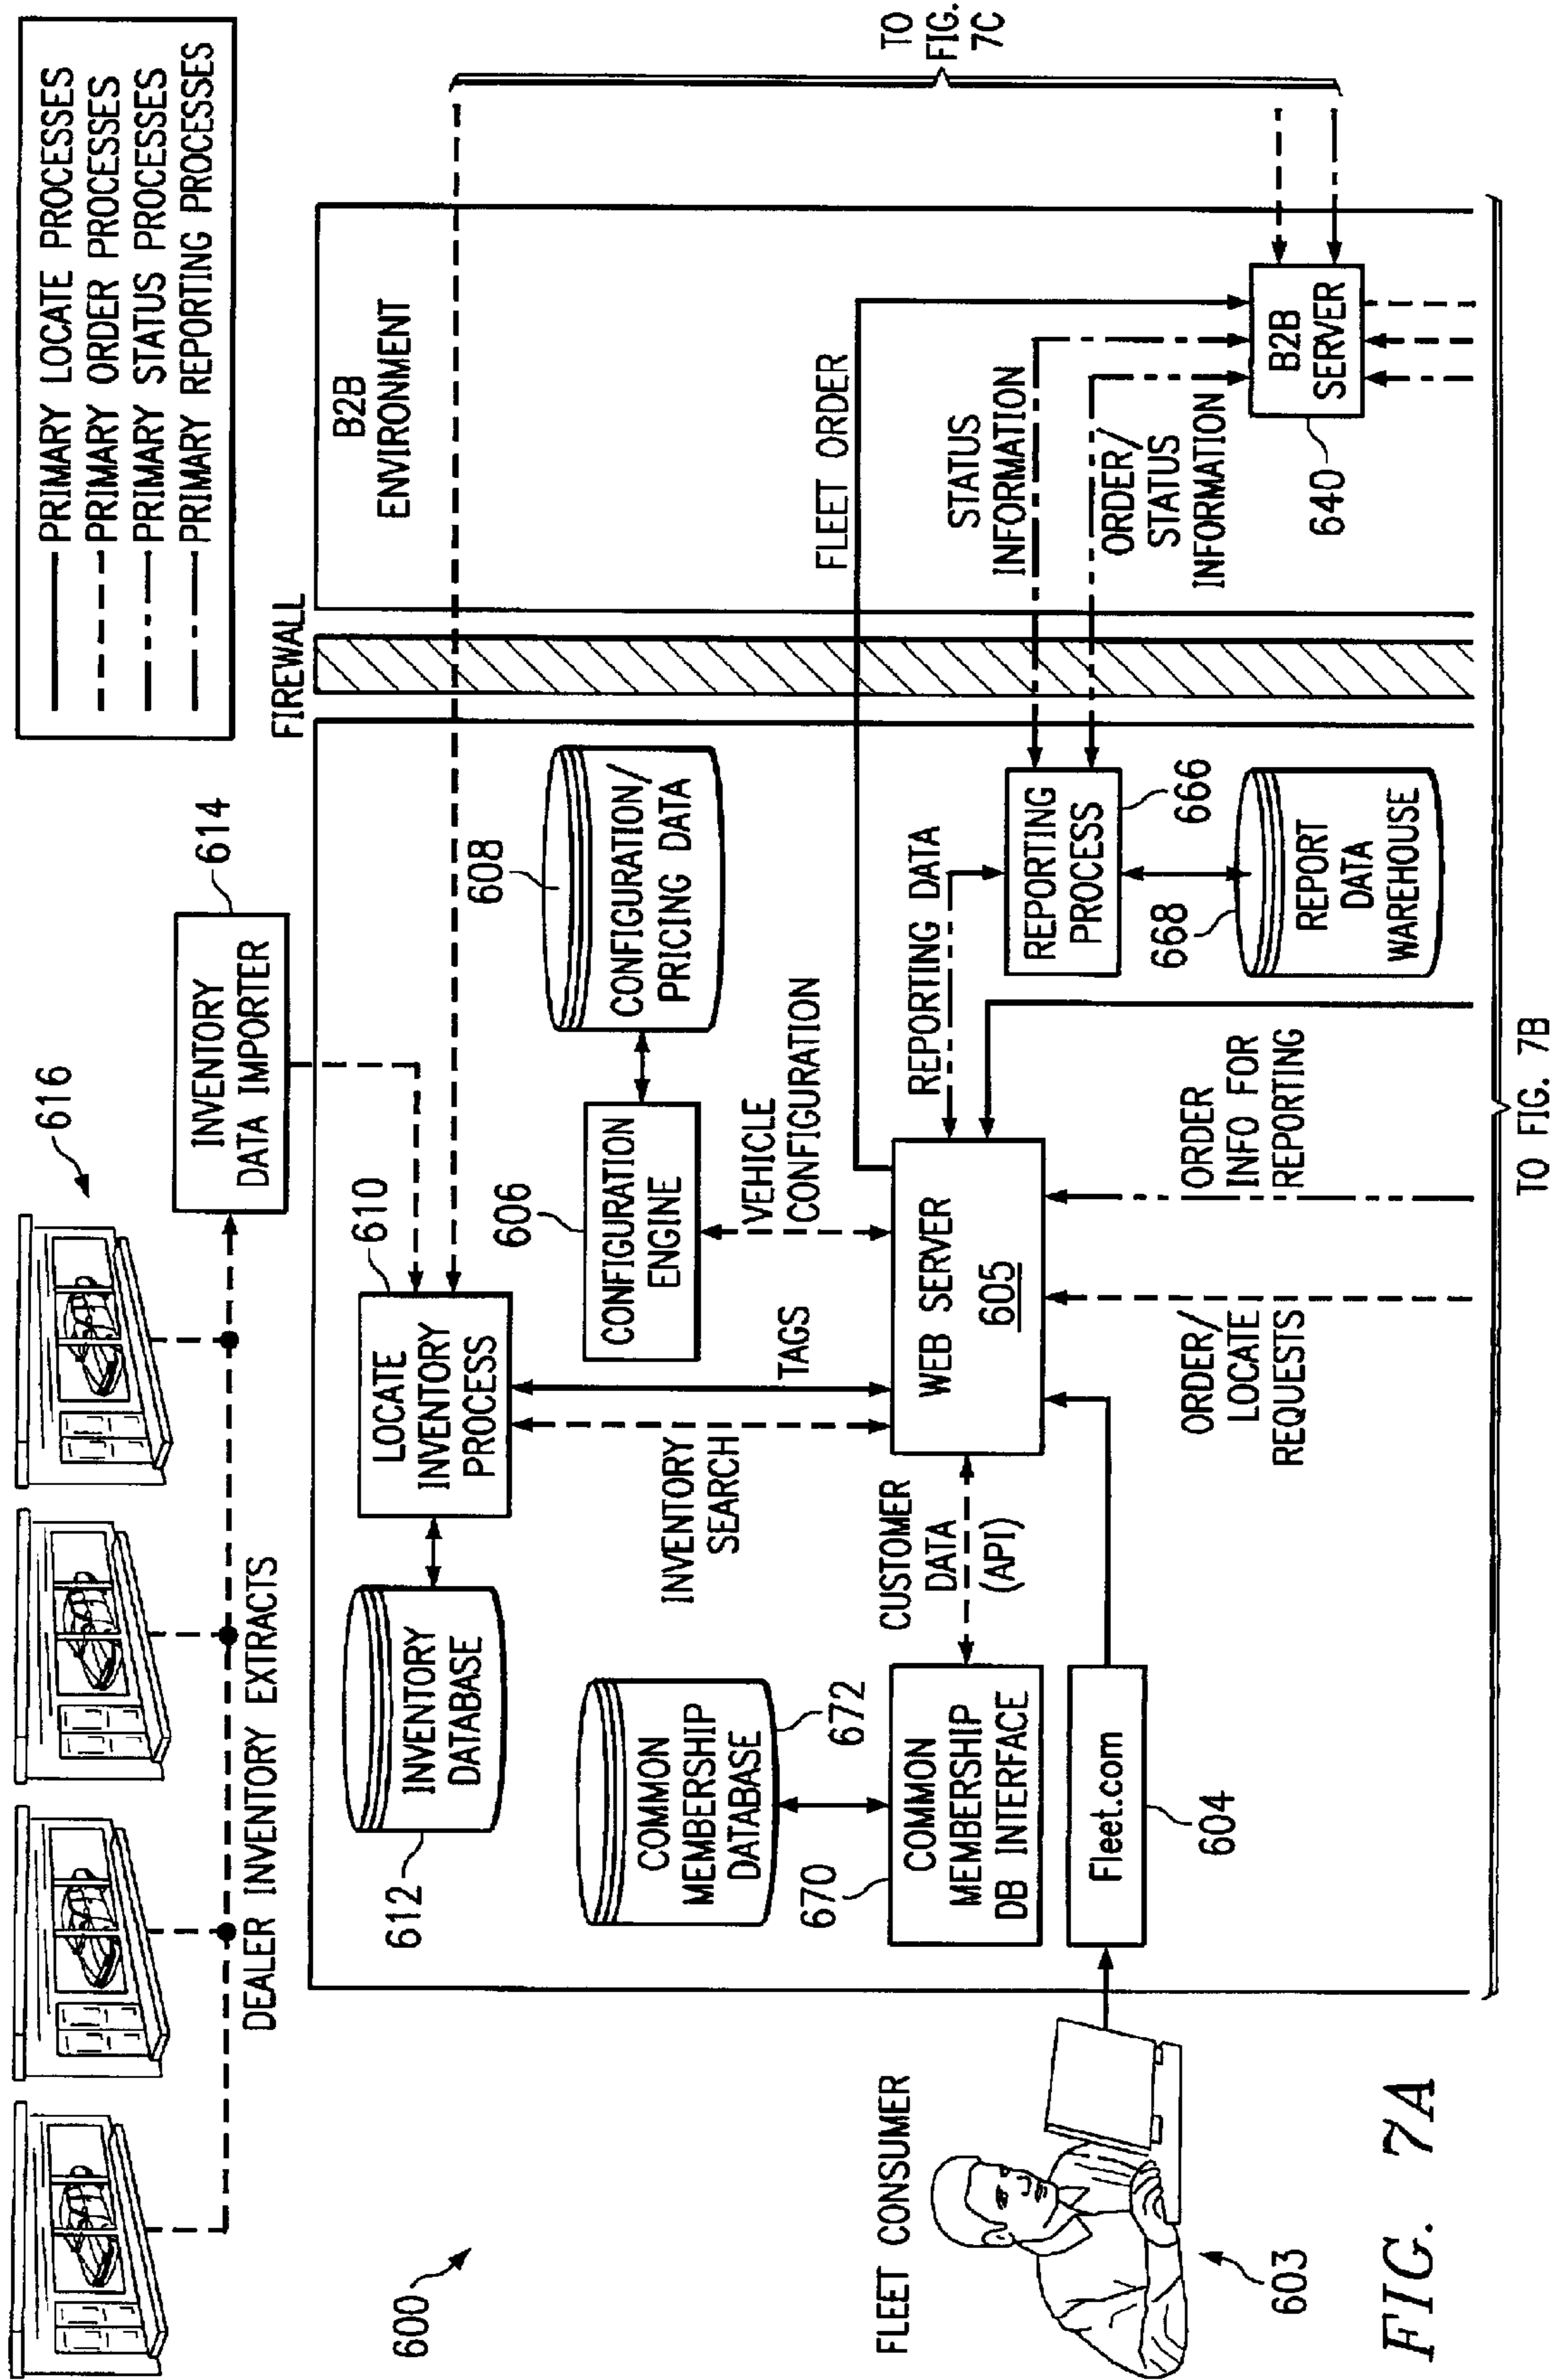 616
614
INVENTORY
DATA IMPORTER
DEALER INVENTORY EXTRACTS
PRIMARY LOCATE PROCESSES
PRIMARY ORDER PROCESSES
PRIMARY STATUS PROCESSES
PRIMARY REPORTING PROCESSES
600
FIREWALL
B2B
ENVIRONMENT
612
INVENTORY
DATABASE
610
LOCATE
INVENTORY
PROCESS
608
CONFIGURATION/
PRICING DATA
606
CONFIGURATION
ENGINE
COMMON
MEMBERSHIP
DATABASE
672
INVENTORY
SEARCH
TAGS
VEHICLE
CONFIGURATION
670
COMMON
MEMBERSHIP
DB INTERFACE
CUSTOMER
DATA
(API)
WEB SERVER
605
REPORTING DATA
FLEET ORDER
STATUS
INFORMATION
ORDER/
STATUS
INFORMATION
TO
FIG.
7C
FLEET CONSUMER
603
Fleet.com
604
REPORTING
PROCESS
666
668
REPORT
DATA
WAREHOUSE
B2B
SERVER
640
ORDER/
LOCATE
REQUESTS
ORDER
INFO FOR
REPORTING
TO FIG. 7B
FIG. 7A